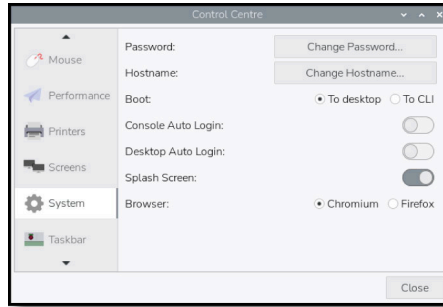 Control Centre
Mouse
Performance
Printers
Screens
System
Taskbar
Password:
Change Password...
Hostname:
Change Hostname...
Boot:
To desktop
To CLI
Console Auto Login:
Desktop Auto Login:
Splash Screen:
Browser:
Chromium
Firefox
Close